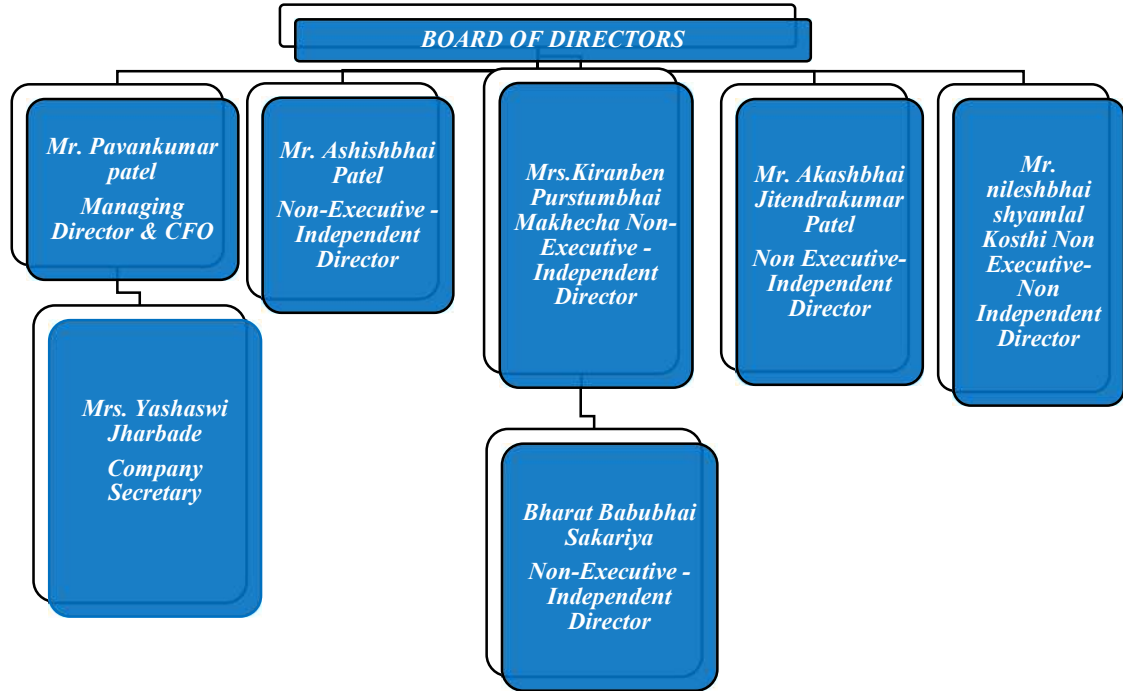 BOARD OF DIRECTORS
Mr. Pavankumar
patel
Managing
Director & CFO
Mr. Ashishbhai
Patel
Non-Executive -
Independent
Director
Mrs.Kiranben
Purstumbhai
Makhecha Non-
Executive -
Independent
Director
Mr. Akashbhai
Jitendrakumar
Patel
Non Executive-
Independent
Director
Mr.
nileshbhai
shyamlal
Kosthi Non
Executive-
Non
Independent
Director
Mrs. Yashaswi
Jharbade
Company
Secretary
Bharat Babubhai
Sakariya
Non-Executive -
Independent
Director